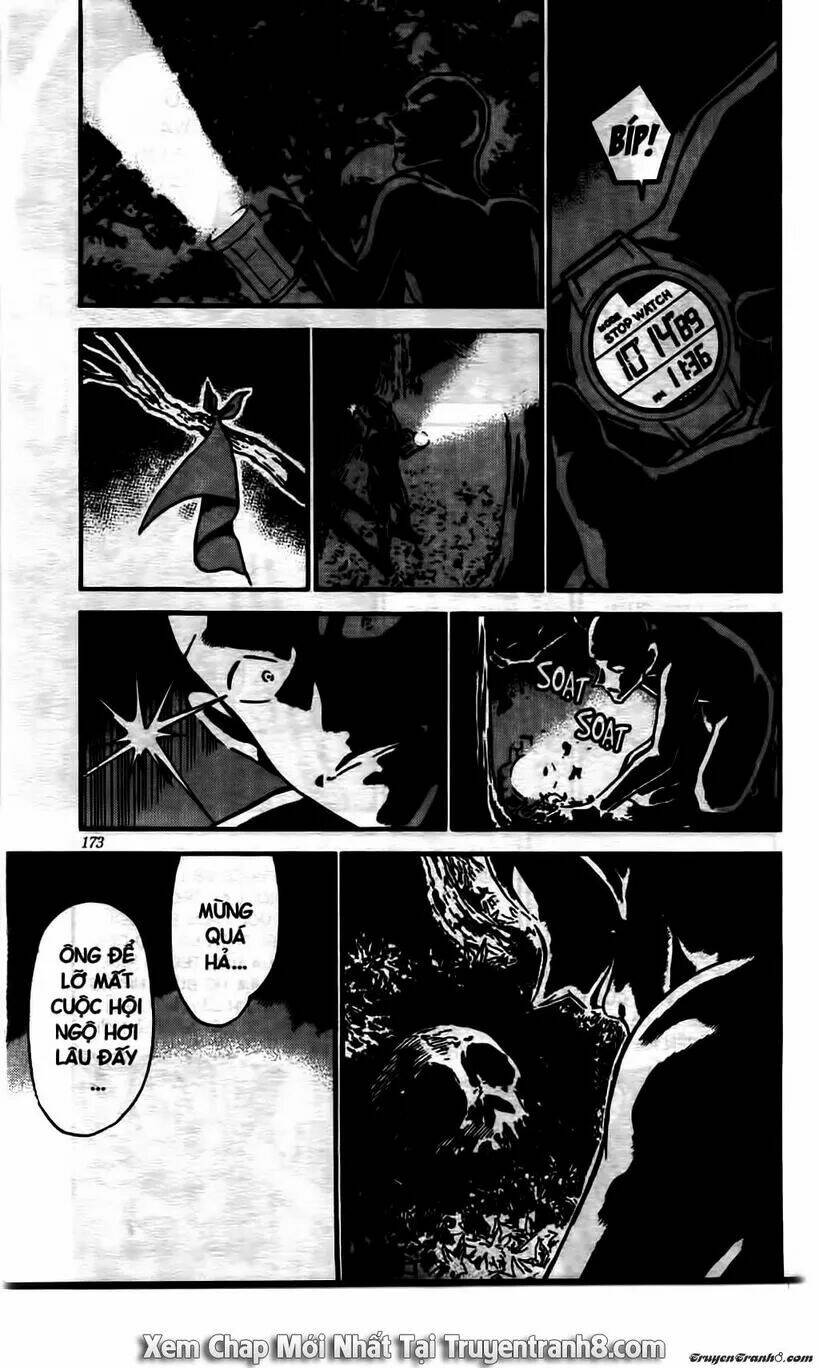 BÍP!
MODE
STOP WATCH
10'14"89
11:36
SOẠT
SOẠT
173
MỪNG
QUÁ
HẢ...
ÔNG ĐỂ
LỠ MẤT
CUỘC HỘI
NGỘ HƠI
LÂU ĐẤY
...
Xem Chap Mới Nhất Tại Truyentranh8.com
TruyenTranh8.com